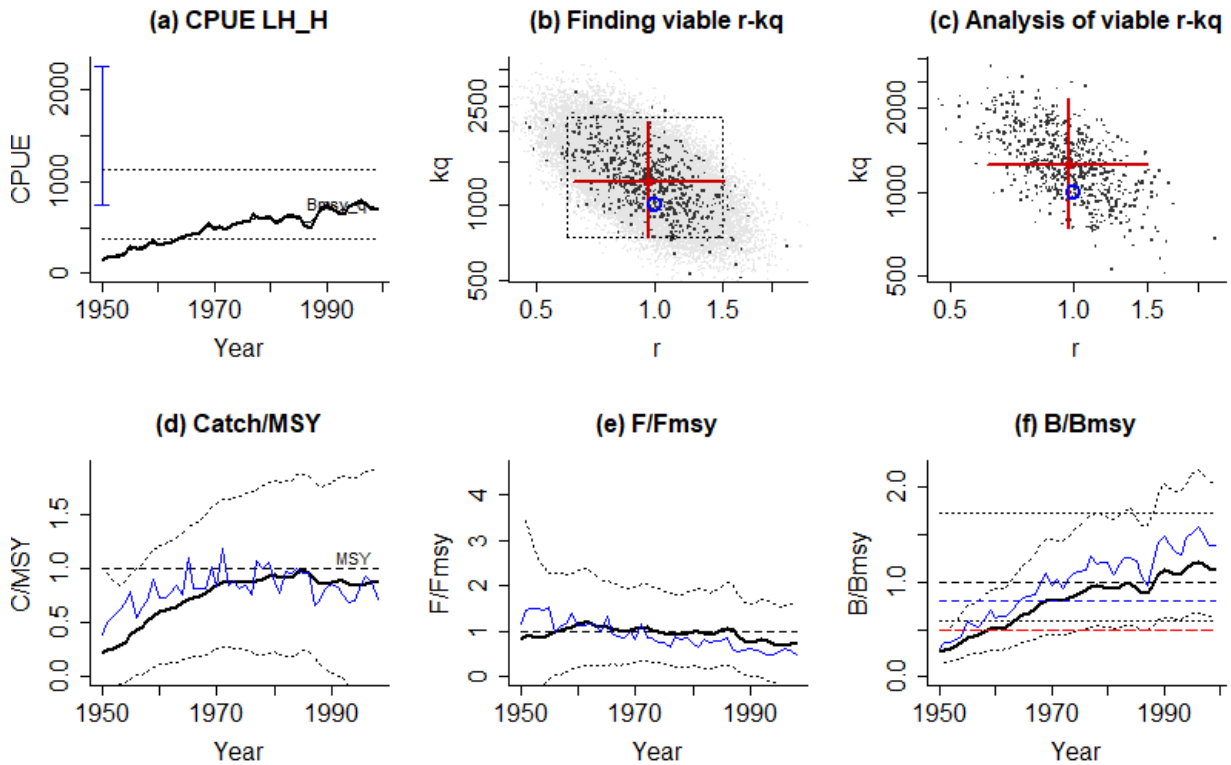 (a) CPUE LH_H
(b) Finding viable r-kq
(c) Analysis of viable r-kq
CPUE
0
1000
2000
Bmsy_q
1950
1970
1990
Year
kq
500
1000
2500
0.5
1.0
1.5
r
kq
500
1000
2000
0.5
1.0
1.5
r
(d) Catch/MSY
(e) F/Fmsy
(f) B/Bmsy
C/MSY
0.0
0.5
1.0
1.5
MSY
1950
1970
1990
Year
F/Fmsy
0
1
2
3
4
1950
1970
1990
Year
B/Bmsy
0.0
1.0
2.0
1950
1970
1990
Year